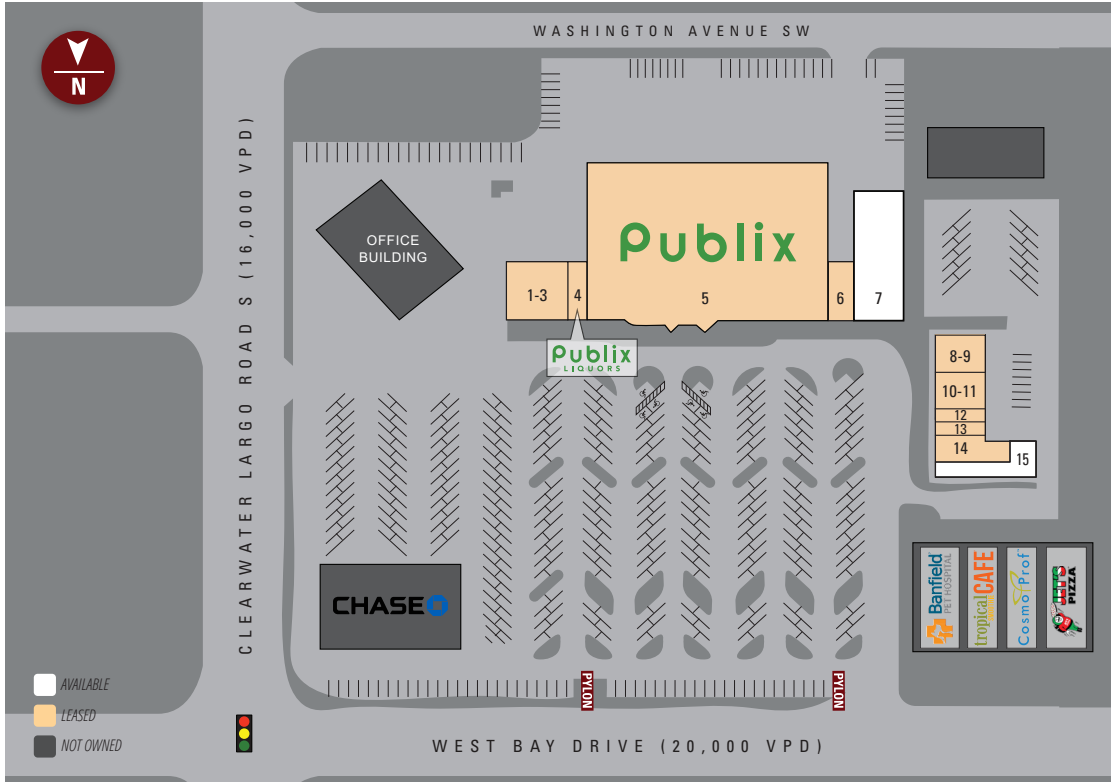 WASHINGTON AVENUE SW
N
CLEARWATER LARGO ROAD S (16,000 VPD)
OFFICE
BUILDING
Publix
1-3
4
5
6
7
Publix
LIQUORS
8-9
10-11
12
13
14
15
CHASE
Banfield
PET HOSPITAL
tropical CAFE
Cosmo Prof
PIZZA
PYLON
PYLON
AVAILABLE
LEASED
NOT OWNED
WEST BAY DRIVE (20,000 VPD)